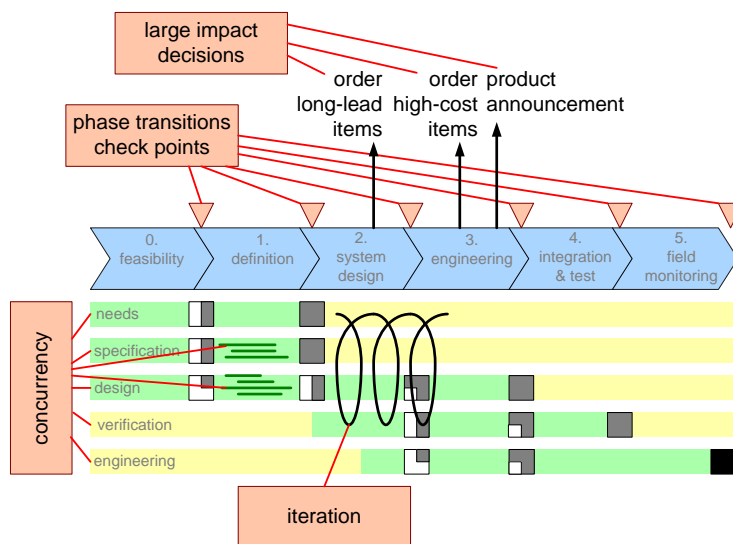 large impact
decisions
order
long-lead
items
order
high-cost
items
product
announcement
phase transitions
check points
0.
feasibility
1.
definition
2.
system
design
3.
engineering
4.
integration
& test
5.
field
monitoring
concurrency
needs
specification
design
verification
engineering
iteration